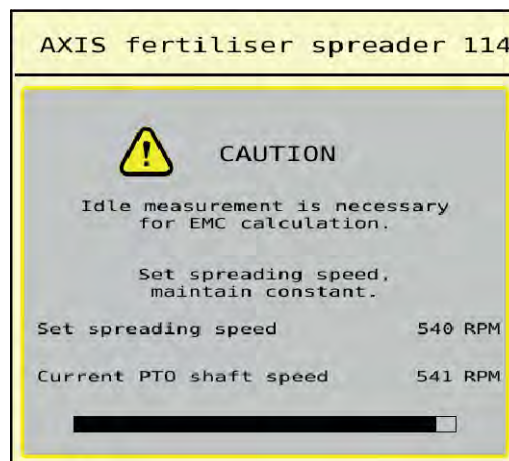 AXIS fertiliser spreader 114
CAUTION
Idle measurement is necessary
for EMC calculation.
Set spreading speed,
maintain constant.
Set spreading speed 540 RPM
Current PTO shaft speed 541 RPM